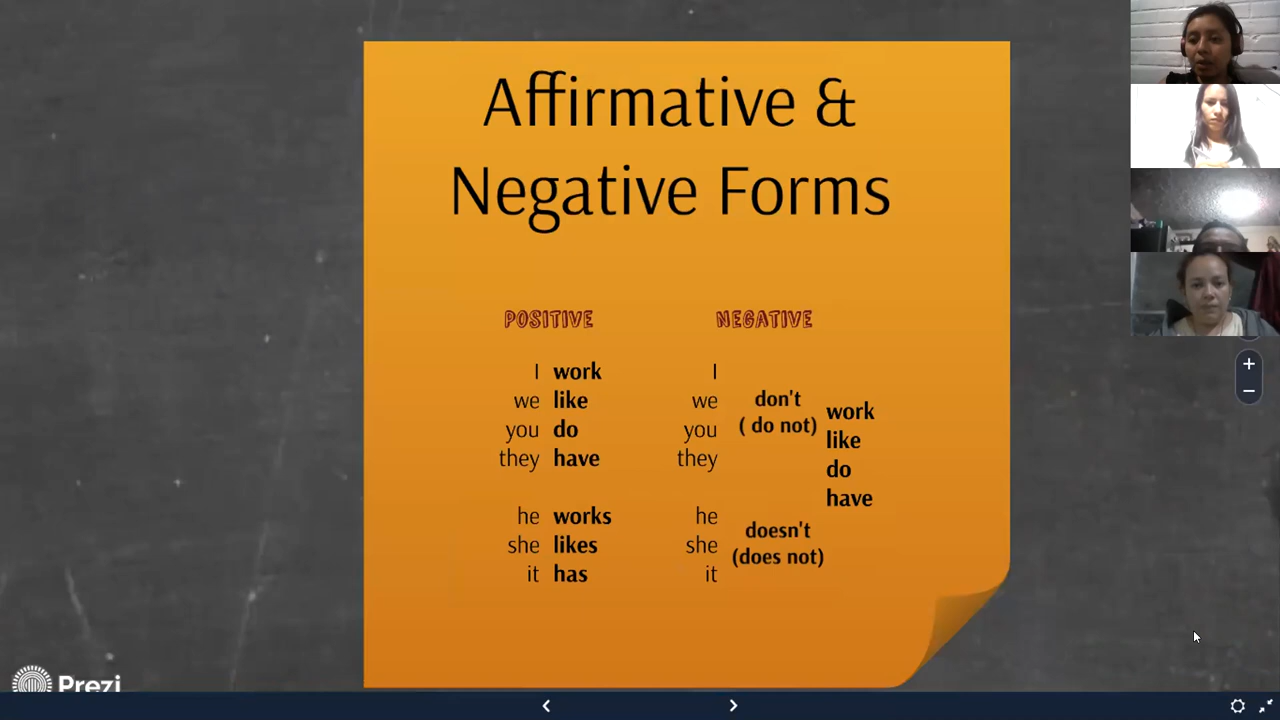 Affirmative &
Negative Forms
POSITIVE
I work
we like
you do
they have
he works
she likes
it has
NEGATIVE
I
we
you
they
don't
( do not)
he
she
it
doesn't
(does not)
work
like
do
have
Prezi